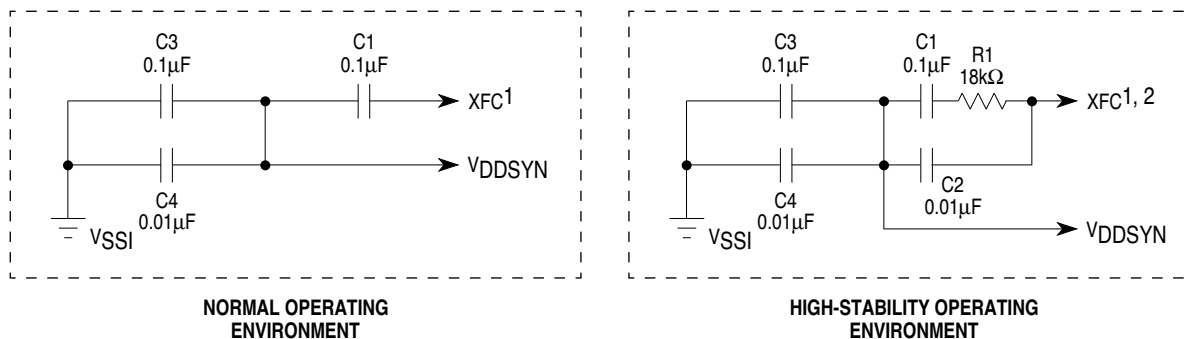 C3
0.1µF
C1
0.1µF
XFC1
VDDSYN
C4
0.01µF
VSSI
NORMAL OPERATING
ENVIRONMENT
C3
0.1µF
C1
0.1µF
R1
18kΩ
XFC1, 2
C4
0.01µF
C2
0.01µF
VSSI
VDDSYN
HIGH-STABILITY OPERATING
ENVIRONMENT